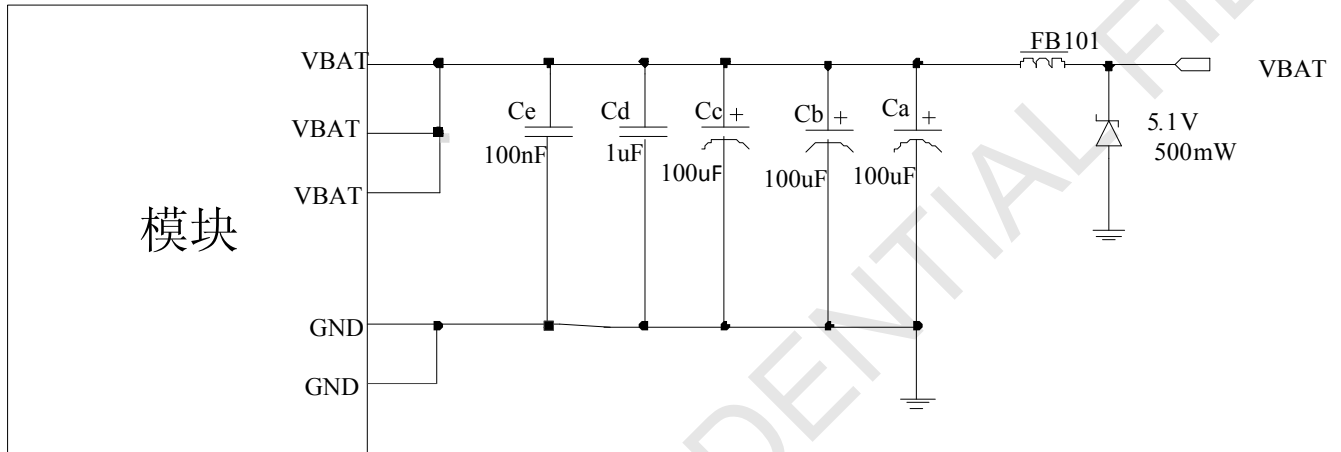 FB101
VBAT
VBAT
VBAT
VBAT
Ce
100nF
Cd
1uF
Cc +
100uF
Cb +
100uF
Ca +
100uF
5.1V
500mW
模块
GND
GND